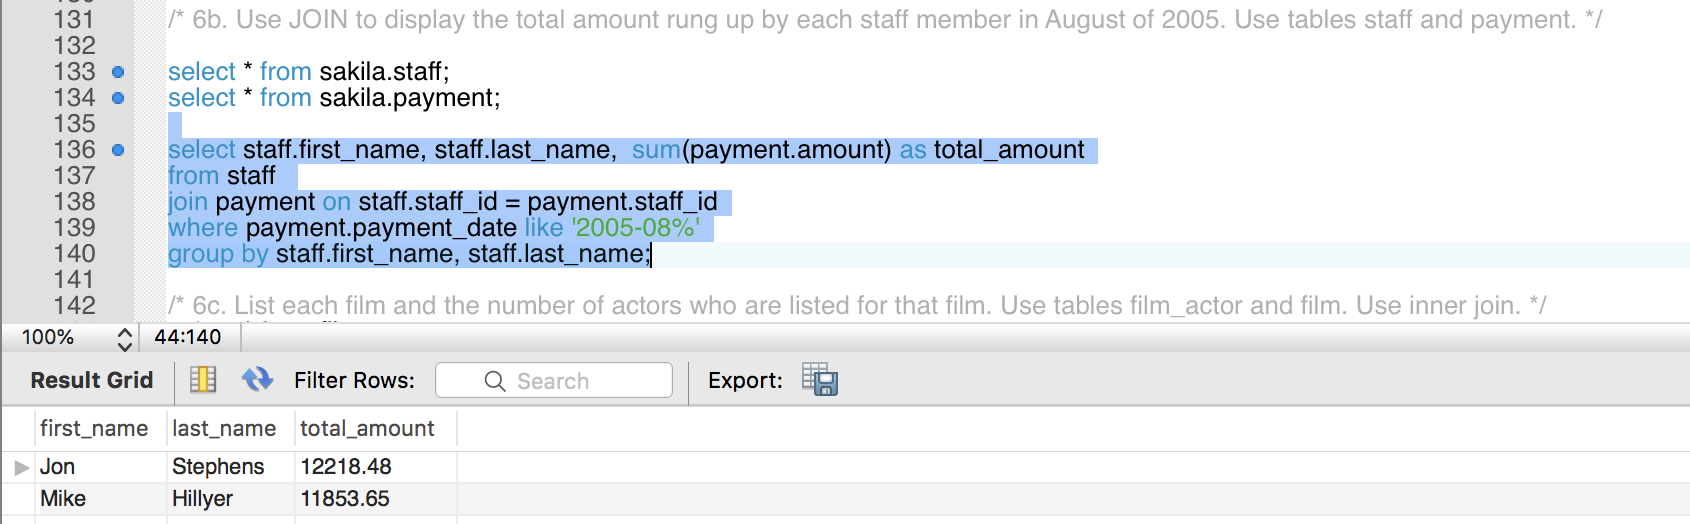 131 /* 6b. Use JOIN to display the total amount rung up by each staff member in August of 2005. Use tables staff and payment. */
132
133 select * from sakila.staff;
134 select * from sakila.payment;
135
136 select staff.first_name, staff.last_name,  sum(payment.amount) as total_amount
137 from staff
138 join payment on staff.staff_id = payment.staff_id
139 where payment.payment_date like '2005-08%'
140 group by staff.first_name, staff.last_name;
141
142 /* 6c. List each film and the number of actors who are listed for that film. Use tables film_actor and film. Use inner join. */
100% 44:140
Result Grid Filter Rows: Search Export:
first_name last_name total_amount
Jon Stephens 12218.48
Mike Hillyer 11853.65